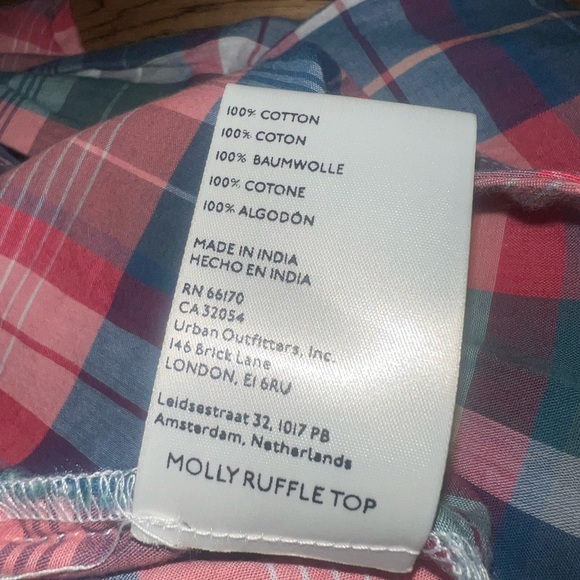 100% COTTON
100% COTON
100% BAUMWOLLE
100% COTONE
100% ALGODÓN
MADE IN INDIA
HECHO EN INDIA
RN 66170
CA 32054
Urban Outfitters, Inc.
146 Brick Lane
LONDON, E1 6RU
Leidsestraat 32, 1017 PB
Amsterdam, Netherlands
MOLLY RUFFLE TOP